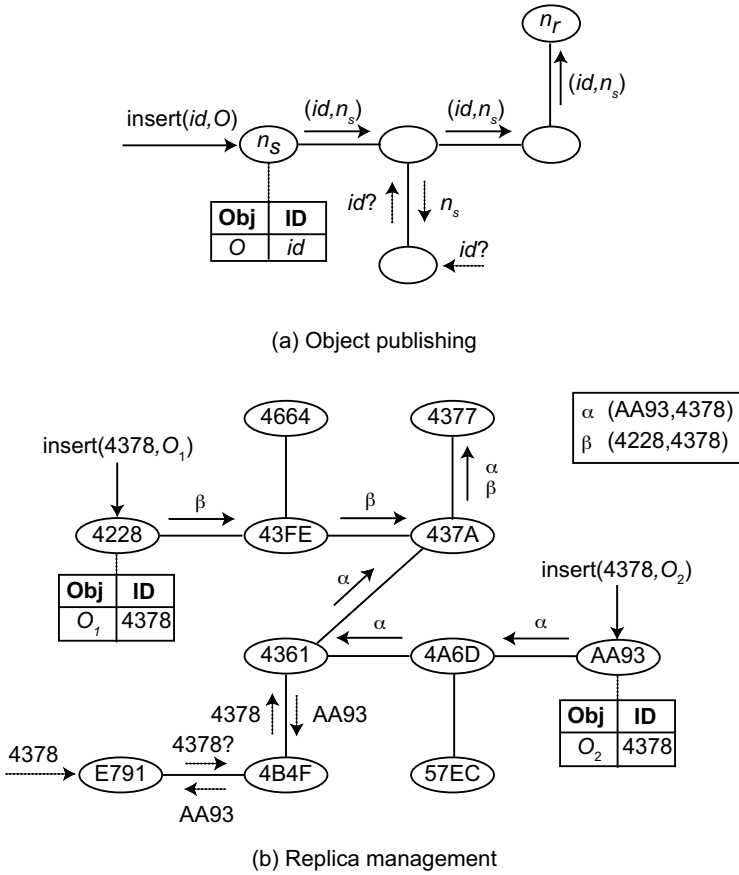 n_r
(id,n_s)
(id,n_s)
(id,n_s)
insert(id,O)
n_s
id?
n_s
Obj ID
O id
id?
(a) Object publishing
4664
4377
α (AA93,4378)
β (4228,4378)
insert(4378,O_1)
α
β
β
β
4228
43FE
437A
Obj ID
O_1 4378
α
insert(4378,O_2)
α
α
4361
4A6D
AA93
4378
AA93
Obj ID
O_2 4378
4378
4378?
E791
4B4F
57EC
AA93
(b) Replica management